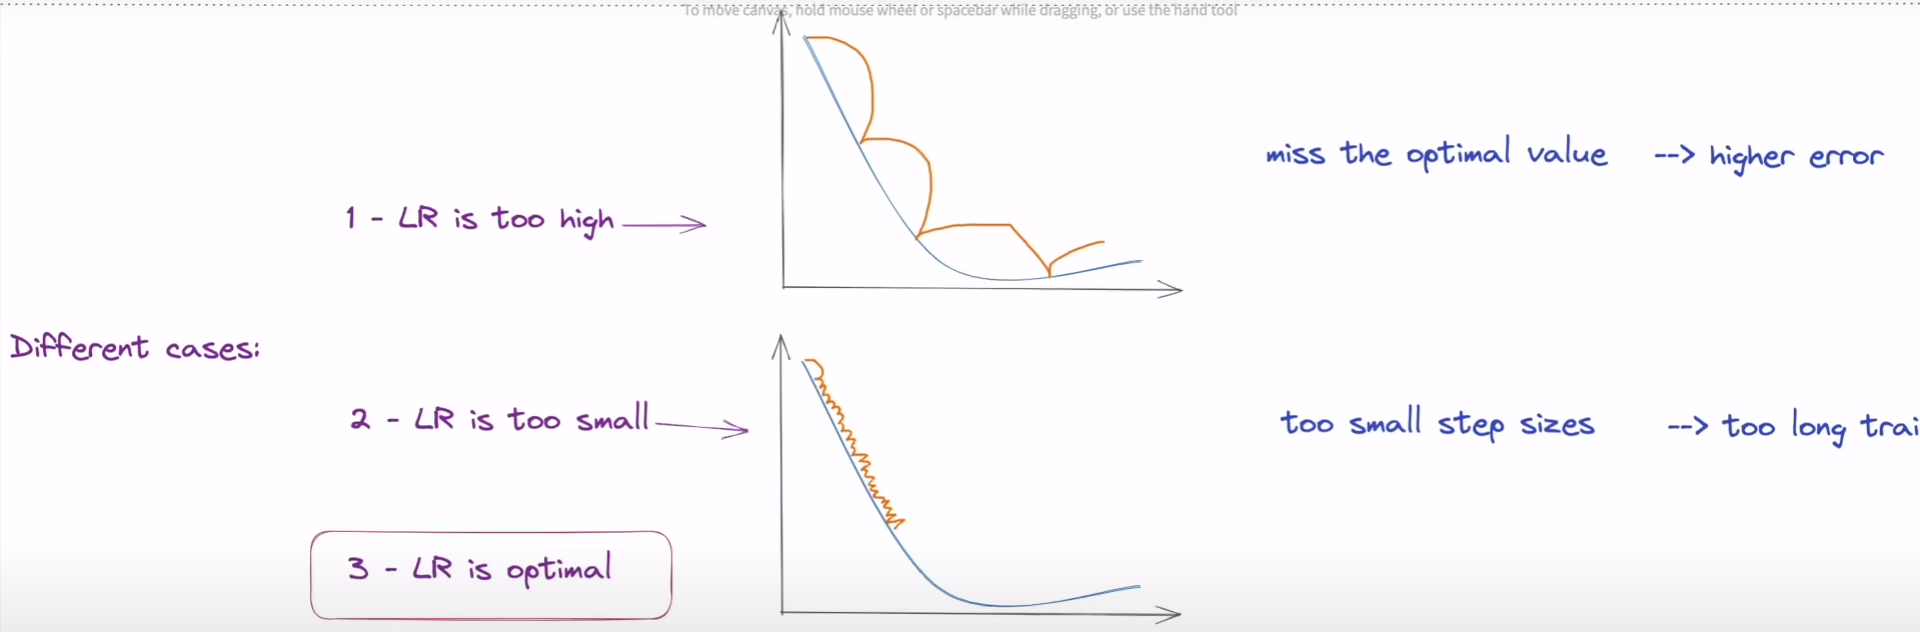 To move canvas, hold mouse wheel or spacebar while dragging, or use the hand tool
miss the optimal value --> higher error
1 - LR is too high
Different cases:
2 - LR is too small
too small step sizes --> too long trai
3 - LR is optimal